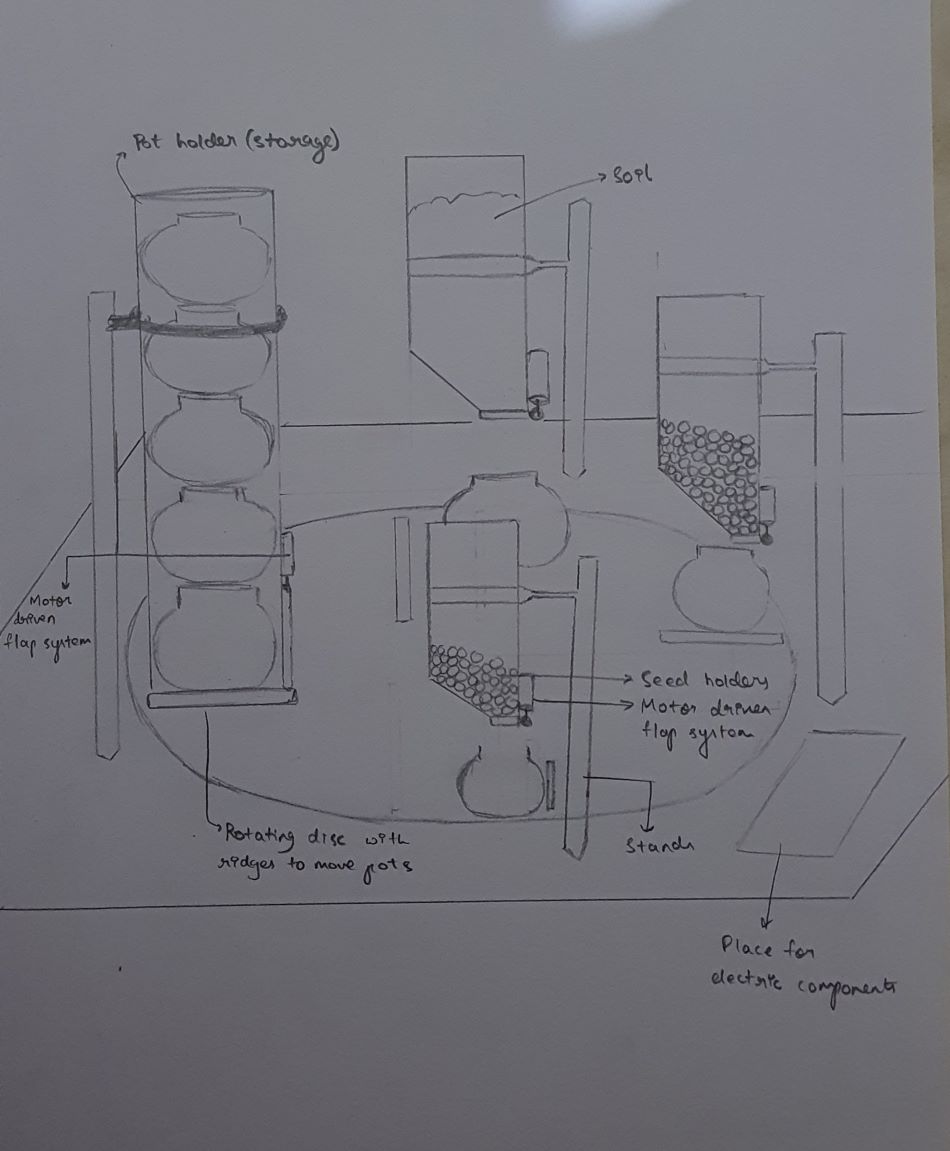 Pot holder (storage)
Soil
Motor
driven
flap system
Seed holders
Motor driven
flap system
Stands
Rotating disc with
ridges to move pots
Place for
electric components